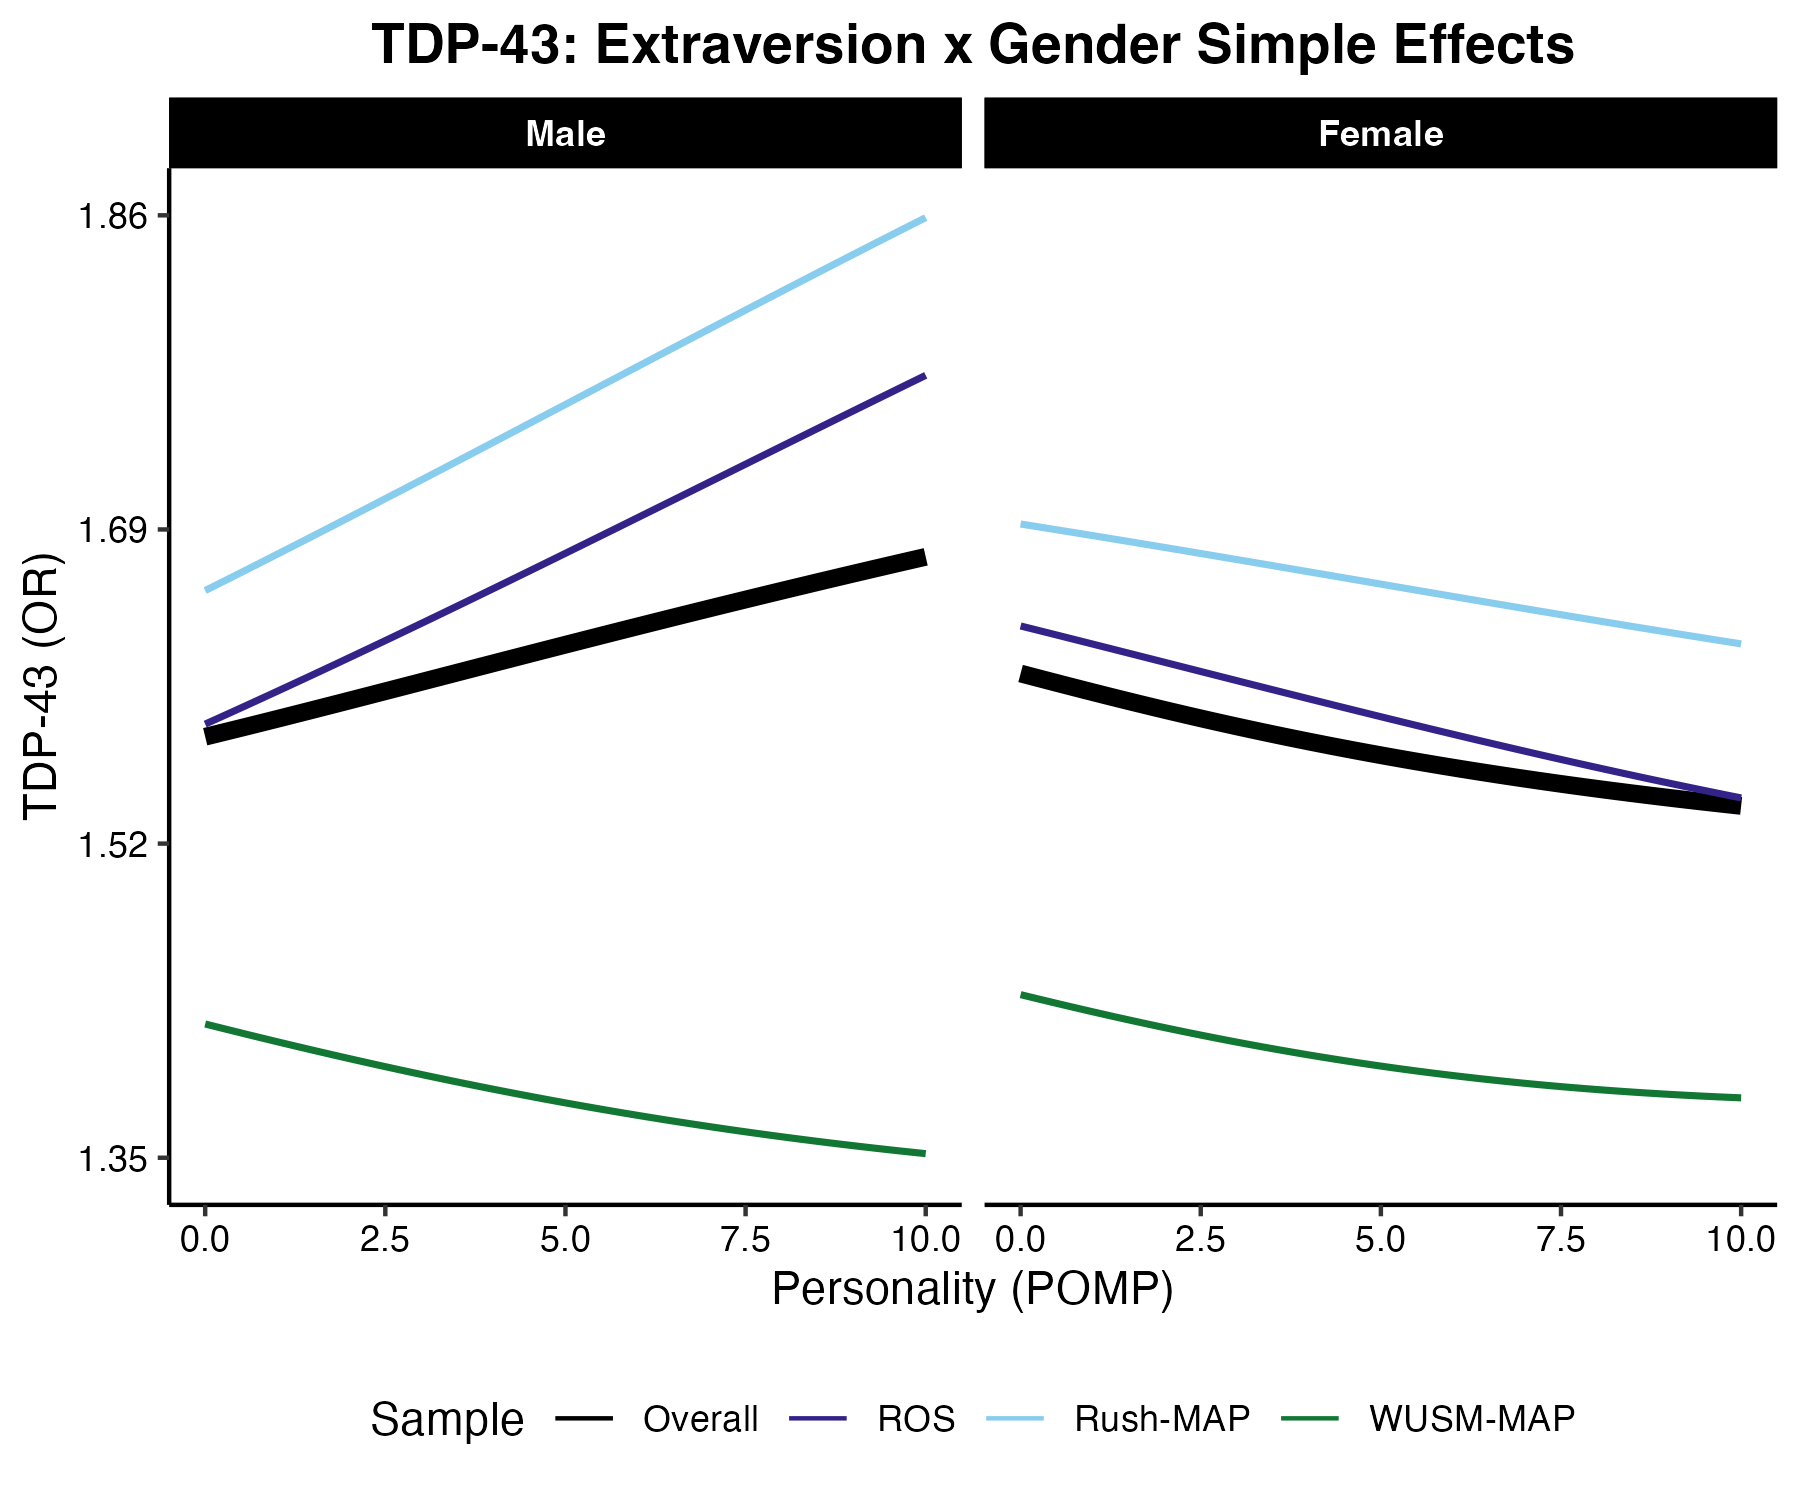 TDP-43: Extraversion x Gender Simple Effects
Male
Female
TDP-43 (OR)
1.86
1.69
1.52
1.35
0.0 2.5 5.0 7.5 10.0
0.0 2.5 5.0 7.5 10.0
Personality (POMP)
Sample Overall ROS Rush-MAP WUSM-MAP